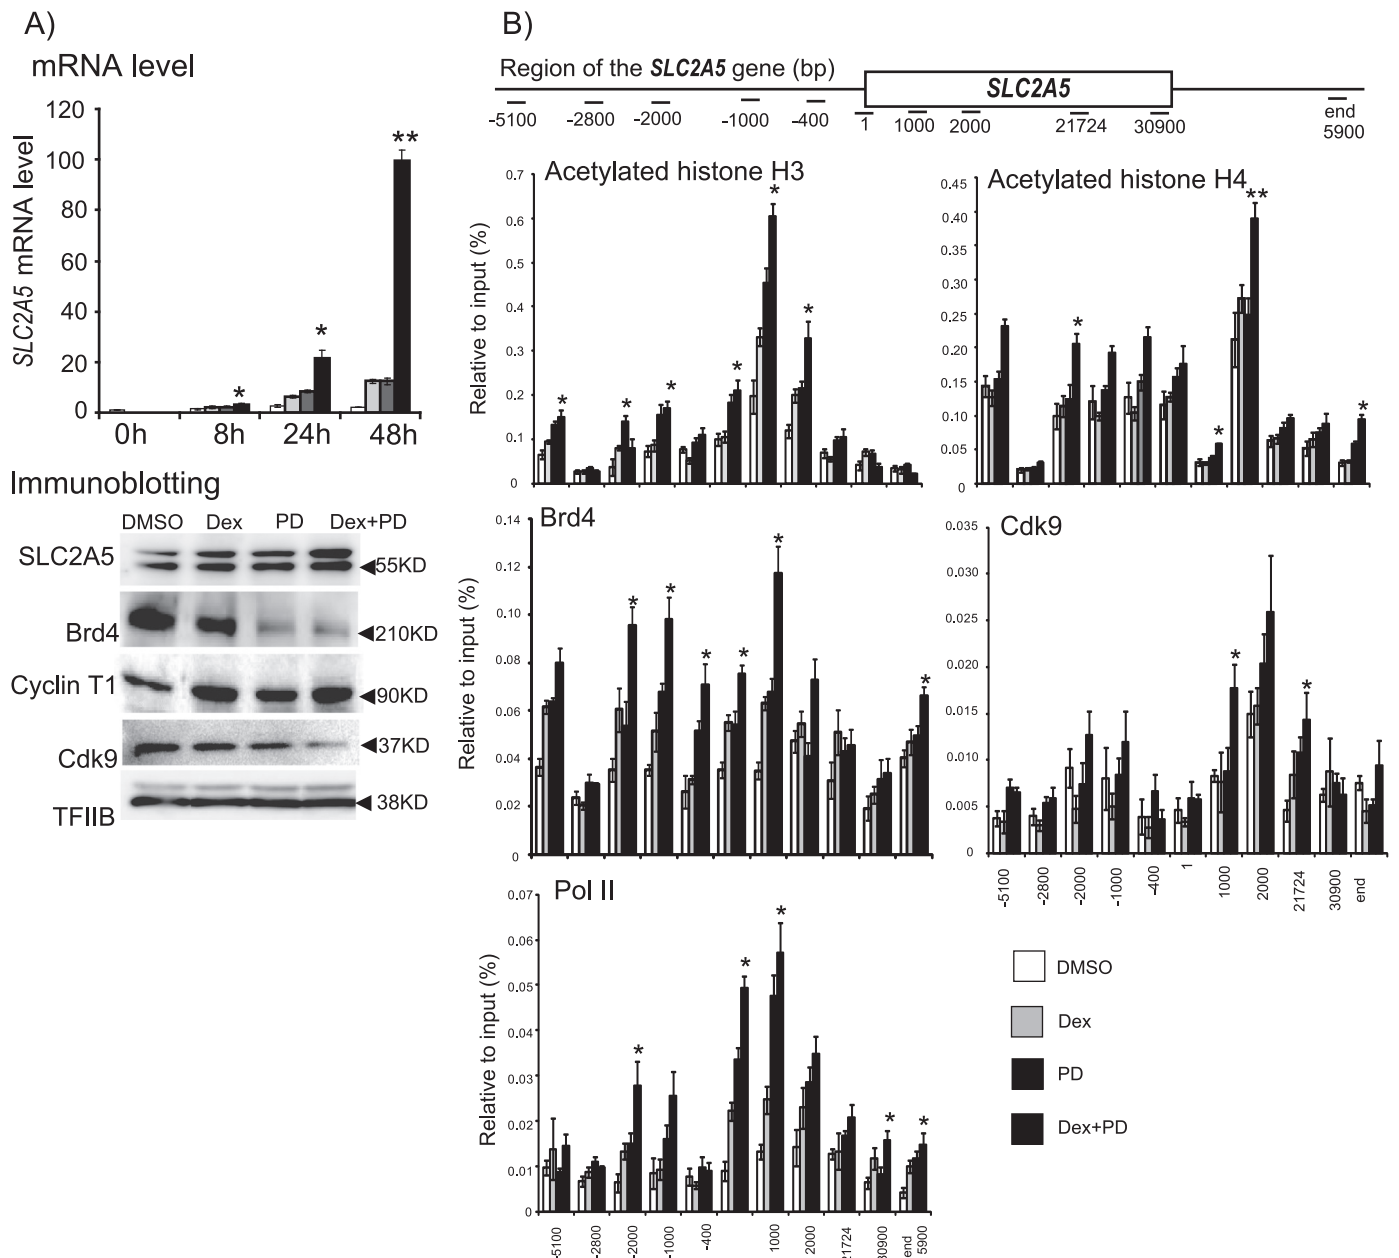 A)
mRNA level
SLC2A5 mRNA level
120
100
80
60
40
20
0
*
*
**
0h 8h 24h 48h
Immunoblotting
DMSO Dex PD Dex+PD
SLC2A5
55KD
Brd4
210KD
Cyclin T1
90KD
Cdk9
37KD
TFIIB
38KD
B)
Region of the SLC2A5 gene (bp)
SLC2A5
-5100 -2800 -2000 -1000 -400 1 1000 2000 21724 30900 end
5900
Acetylated histone H3
Relative to input (%)
0.7
0.6
0.5
0.4
0.3
0.2
0.1
0
* * * * * *
Acetylated histone H4
0.45
0.40
0.35
0.30
0.25
0.20
0.15
0.10
0.05
0
* * ** *
Brd4
Relative to input (%)
0.14
0.12
0.10
0.08
0.06
0.04
0.02
0
* * * * * *
Cdk9
0.035
0.030
0.025
0.020
0.015
0.010
0.005
0
* *
-5100 -2800 -2000 -1000 -400 1 1000 2000 21724 30900 end
Pol II
Relative to input (%)
0.07
0.06
0.05
0.04
0.03
0.02
0.01
0
* * * * *
-5100 -2800 -2000 -1000 -400 1000 2000 21724 30900 end
5900
DMSO
Dex
PD
Dex+PD